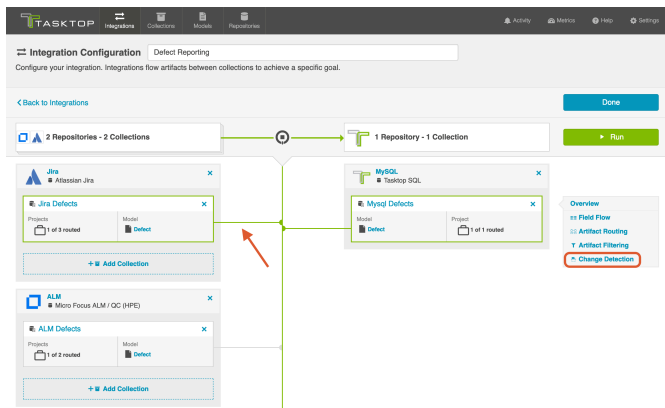 TASKTOP
Integrations
Collections
Models
Repositories
Activity
Metrics
Help
Settings
Integration Configuration
Defect Reporting
Configure your integration. Integrations flow artifacts between collections to achieve a specific goal.
Back to Integrations
Done
2 Repositories - 2 Collections
1 Repository - 1 Collection
Run
Jira
Atlassian Jira
Jira Defects
Projects
Model
1 of 3 routed
Defect
Add Collection
MySQL
Tasktop SQL
Mysql Defects
Model
Project
Defect
1 of 1 routed
Overview
Field Flow
Artifact Routing
Artifact Filtering
Change Detection
ALM
Micro Focus ALM / QC (HPE)
ALM Defects
Projects
Model
1 of 2 routed
Defect
Add Collection